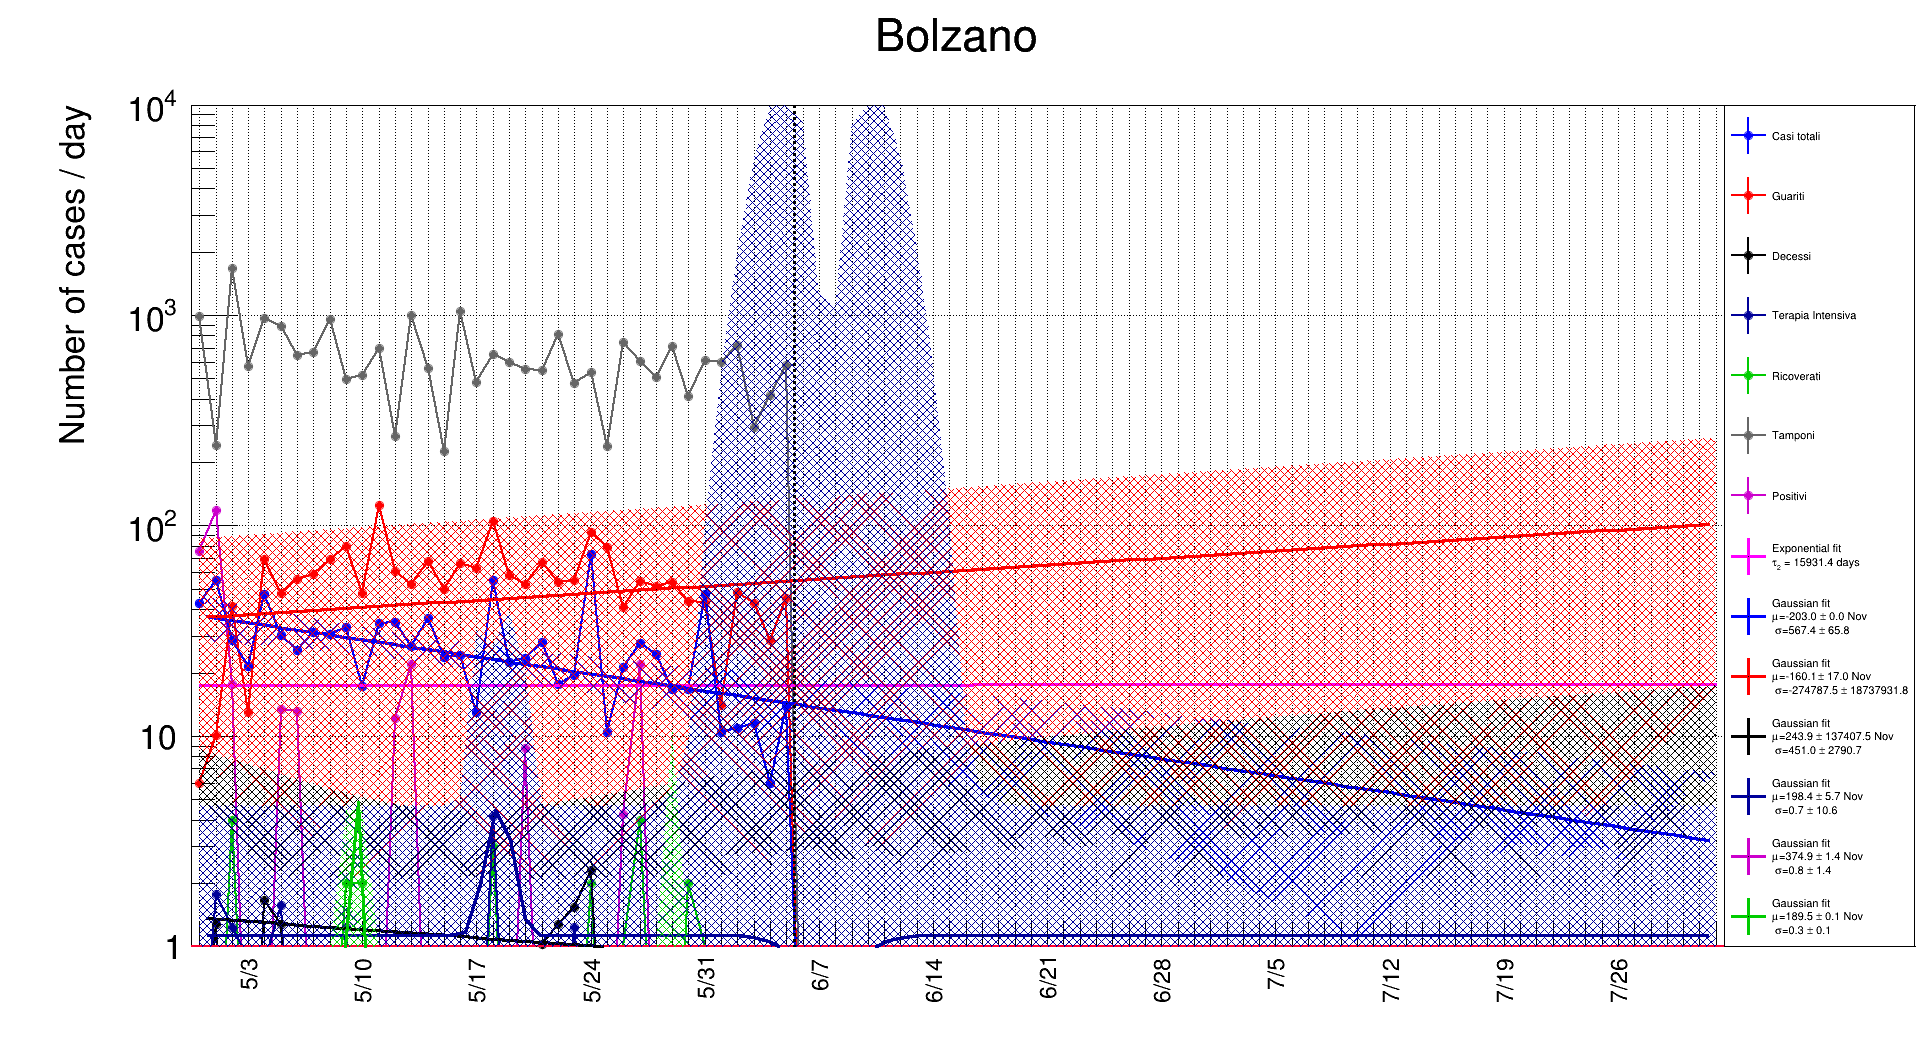 Bolzano
Number of cases / day
10^4
10^3
10^2
10
1
5/3
5/10
5/17
5/24
5/31
6/7
6/14
6/21
6/28
7/5
7/12
7/19
7/26
Casi totali
Guariti
Decessi
Terapia Intensiva
Ricoverati
Tamponi
Positivi
Exponential fit
τ₂ = 15931.4 days
Gaussian fit
μ=-203.0 ± 0.0 Nov
σ=567.4 ± 65.8
Gaussian fit
μ=-160.1 ± 17.0 Nov
σ=-274787.5 ± 18737931.8
Gaussian fit
μ=243.9 ± 137407.5 Nov
σ=451.0 ± 2790.7
Gaussian fit
μ=198.4 ± 5.7 Nov
σ=0.7 ± 10.6
Gaussian fit
μ=374.9 ± 1.4 Nov
σ=0.8 ± 1.4
Gaussian fit
μ=189.5 ± 0.1 Nov
σ=0.3 ± 0.1